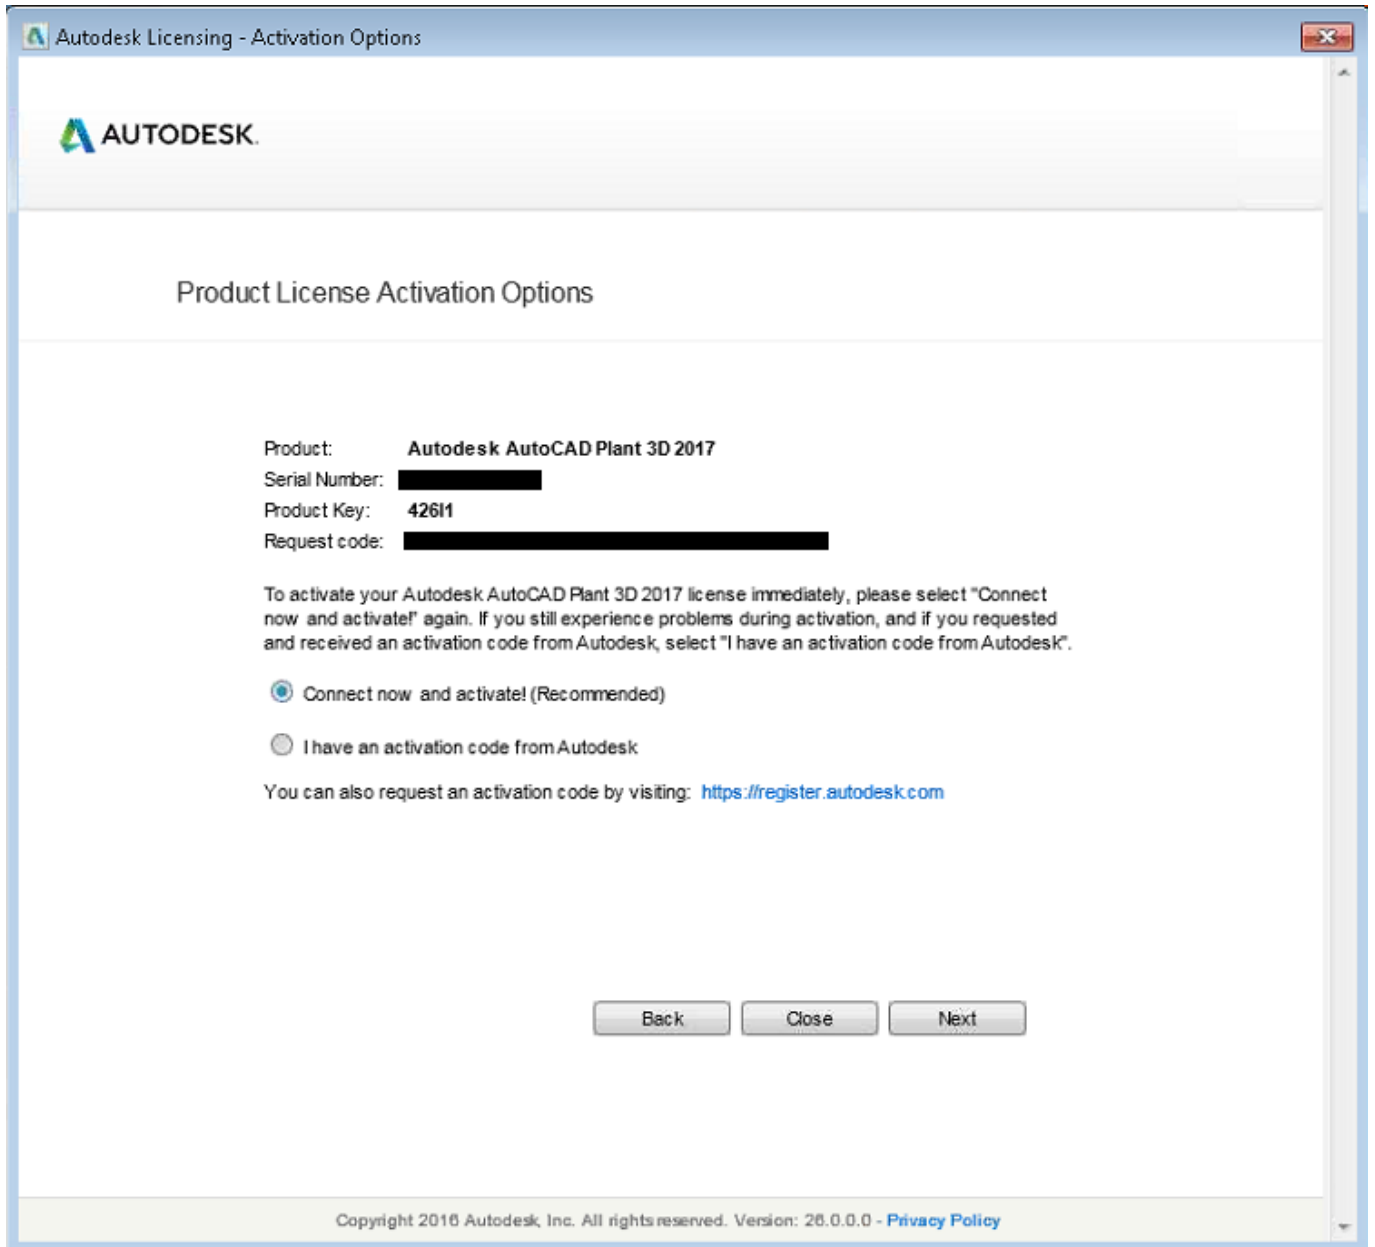 Autodesk Licensing - Activation Options
AUTODESK.
Product License Activation Options
Product: Autodesk AutoCAD Plant 3D 2017
Serial Number:
Product Key: 426I1
Request code:
To activate your Autodesk AutoCAD Plant 3D 2017 license immediately, please select "Connect
now and activate!" again. If you still experience problems during activation, and if you requested
and received an activation code from Autodesk, select "I have an activation code from Autodesk".
Connect now and activate! (Recommended)
I have an activation code from Autodesk
You can also request an activation code by visiting: https://register.autodesk.com
Back Close Next
Copyright 2016 Autodesk, Inc. All rights reserved. Version: 26.0.0.0 - Privacy Policy